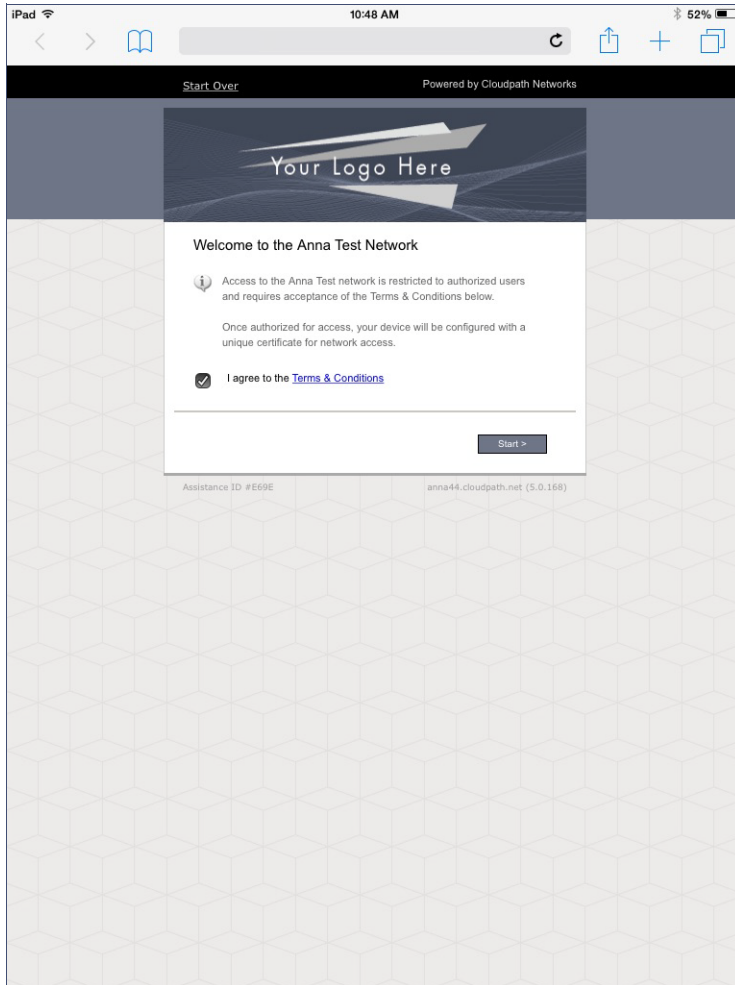 iPad 10:48 AM 52%
Start Over Powered by Cloudpath Networks
Your Logo Here
Welcome to the Anna Test Network
Access to the Anna Test network is restricted to authorized users
and requires acceptance of the Terms & Conditions below.
Once authorized for access, your device will be configured with a
unique certificate for network access.
I agree to the Terms & Conditions
Start >
Assistance ID #E69E anna44.cloudpath.net (5.0.168)